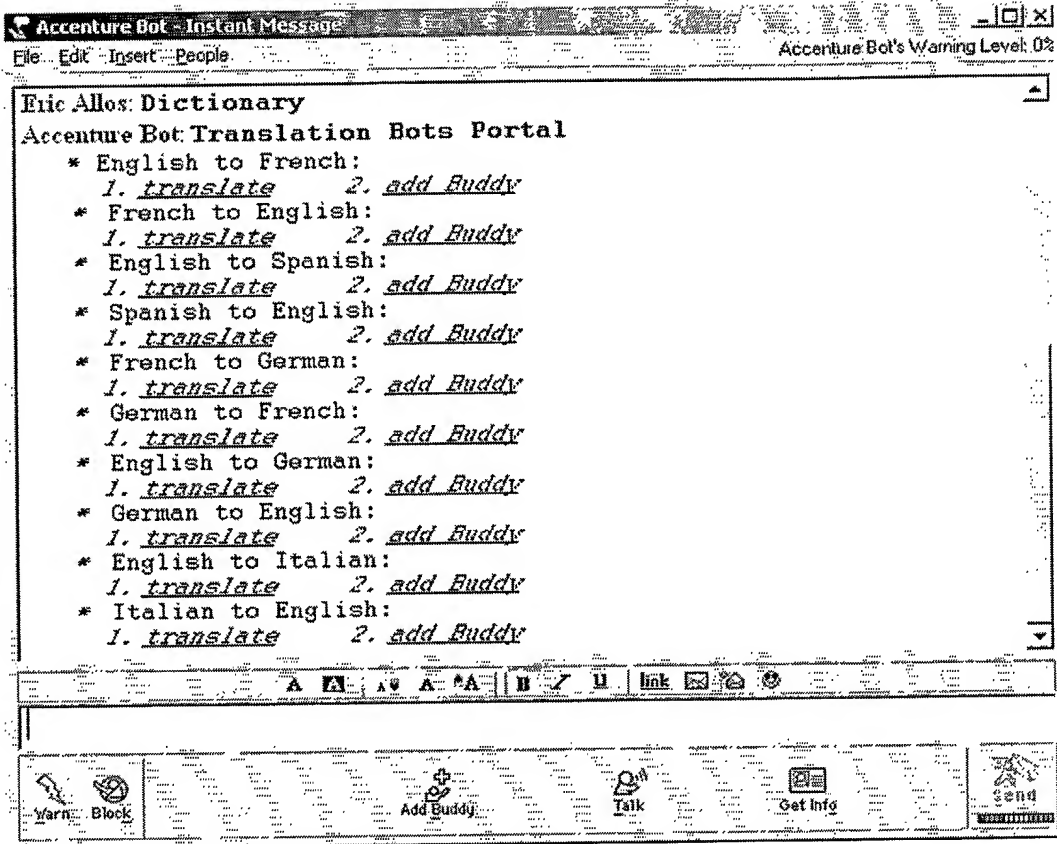 Accenture Bot - Instant Message
File Edit Insert People Accenture Bot's Warning Level: 0%
Eric Allos: Dictionary
Accenture Bot: Translation Bots Portal
* English to French:
1. translate 2. add Buddy
* French to English:
1. translate 2. add Buddy
* English to Spanish:
1. translate 2. add Buddy
* Spanish to English:
1. translate 2. add Buddy
* French to German:
1. translate 2. add Buddy
* German to French:
1. translate 2. add Buddy
* English to German:
1. translate 2. add Buddy
* German to English:
1. translate 2. add Buddy
* English to Italian:
1. translate 2. add Buddy
* Italian to English:
1. translate 2. add Buddy
A A A A A B I U link
Warn Block Add Buddy Talk Get Info Send